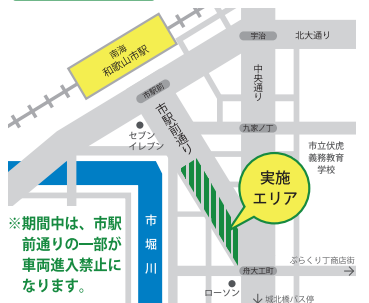 南海
和歌山市駅
宇治
北大通り
市駅前
中央通り
市駅前通り
セブン
イレブン
九家ノ丁
市立伏虎
義務教育
学校
実施
エリア
※期間中は、市駅
前通りの一部が
車両進入禁止に
なります。
市堀川
ぶらくり丁商店街
舟大工町
ローソン
城北橋バス停